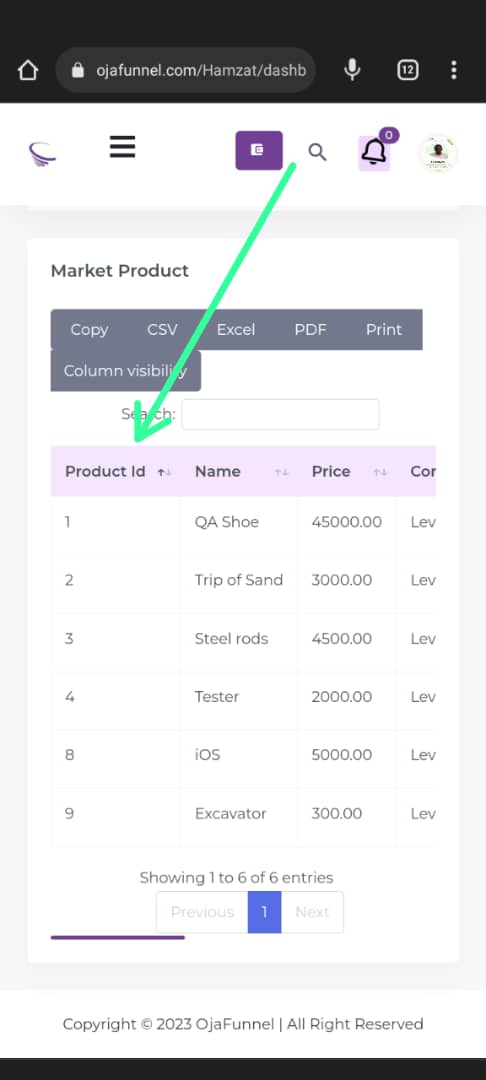 ojafunnel.com/Hamzat/dashb
12
0
Market Product
Copy CSV Excel PDF Print
Column visibility
Search:
Product Id Name Price Cor
1 QA Shoe 45000.00 Lev
2 Trip of Sand 3000.00 Lev
3 Steel rods 4500.00 Lev
4 Tester 2000.00 Lev
8 iOS 5000.00 Lev
9 Excavator 300.00 Lev
Showing 1 to 6 of 6 entries
Previous 1 Next
Copyright © 2023 OjaFunnel | All Right Reserved